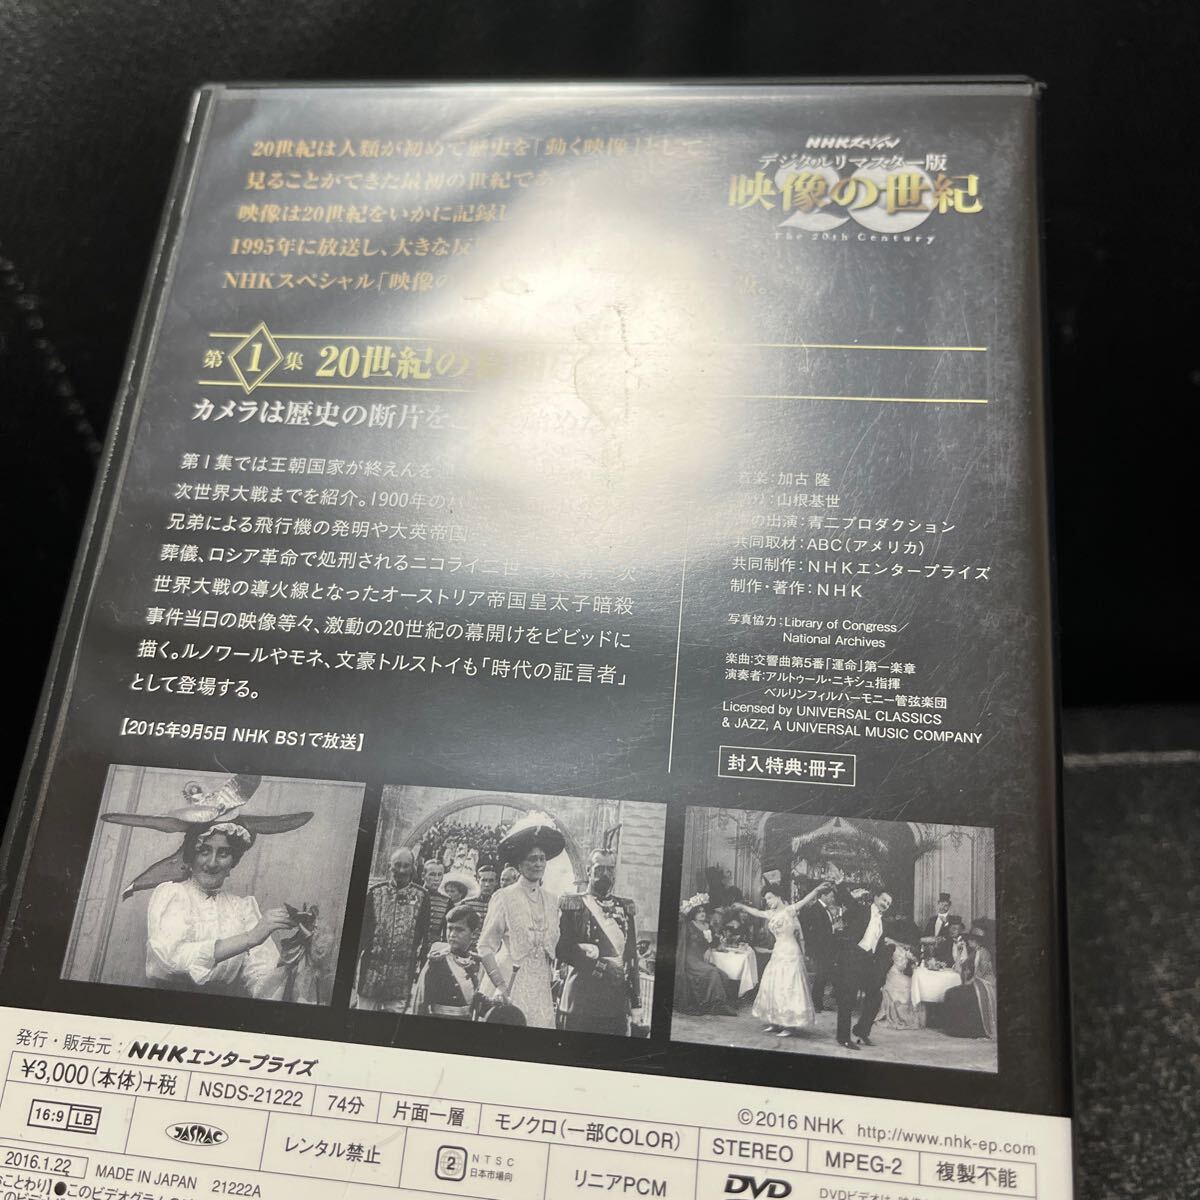 20世紀は人類が初めて歴史を「動く映像」として
見ることができた最初の世紀であ
映像は20世紀をいかに記録し
1995年に放送し、大きな反
NHKスペシャル「映像の
NHKスペシャル
デジタルリマスター版
映像の世紀
The 20th Century
第1集 20世紀の幕開け
カメラは歴史の断片を 始めた
第1集では王朝国家が終えんを
次世界大戦までを紹介。1900年の
兄弟による飛行機の発明や大英帝国
葬儀、ロシア革命で処刑されるニコライ二世 次
世界大戦の導火線となったオーストリア帝国皇太子暗殺
事件当日の映像等々、激動の20世紀の幕開けをビビッドに
描く。ルノワールやモネ、文豪トルストイも「時代の証言者」
として登場する。
【2015年9月5日 NHK BS1で放送】
音楽:加古 隆
語り:山根基世
の出演:青二プロダクション
共同取材:ABC(アメリカ)
共同制作:NHKエンタープライズ
制作・著作:NHK
写真協力:Library of Congress/
National Archives
楽曲:交響曲第5番「運命」第一楽章
演奏者:アルトゥール・ニキシュ指揮
ベルリンフィルハーモニー管弦楽団
Licensed by UNIVERSAL CLASSICS
& JAZZ, A UNIVERSAL MUSIC COMPANY
封入特典:冊子
発行・販売元:NHKエンタープライズ
¥3,000(本体)+税 NSDS-21222 74分 片面一層 モノクロ(一部COLOR)
©2016 NHK http://www.nhk-ep.com
16:9 LB JASRAC レンタル禁止 2 NTSC 日本市場向 リニアPCM STEREO MPEG-2 複製不能
2016.1.22 MADE IN JAPAN 21222A
DVD